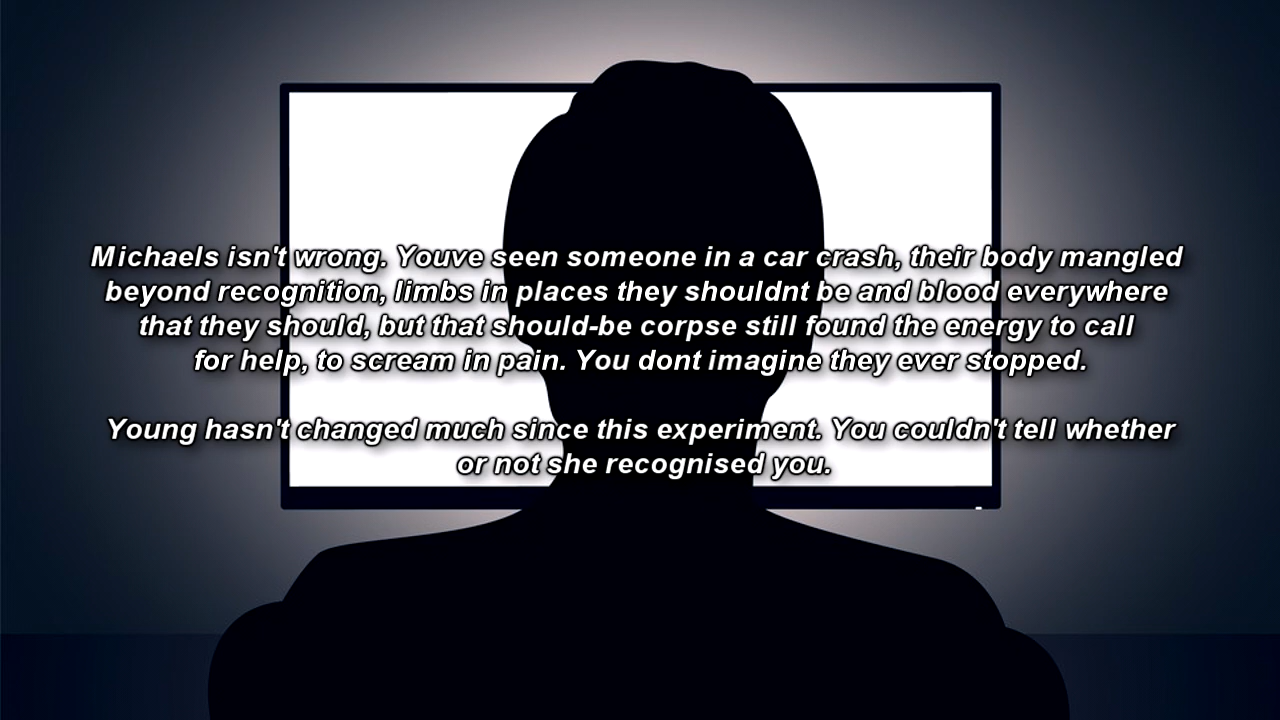 Michaels isn't wrong. Youve seen someone in a car crash, their body mangled
beyond recognition, limbs in places they shouldnt be and blood everywhere
that they should, but that should-be corpse still found the energy to call
for help, to scream in pain. You dont imagine they ever stopped.
Young hasn't changed much since this experiment. You couldn't tell whether
or not she recognised you.